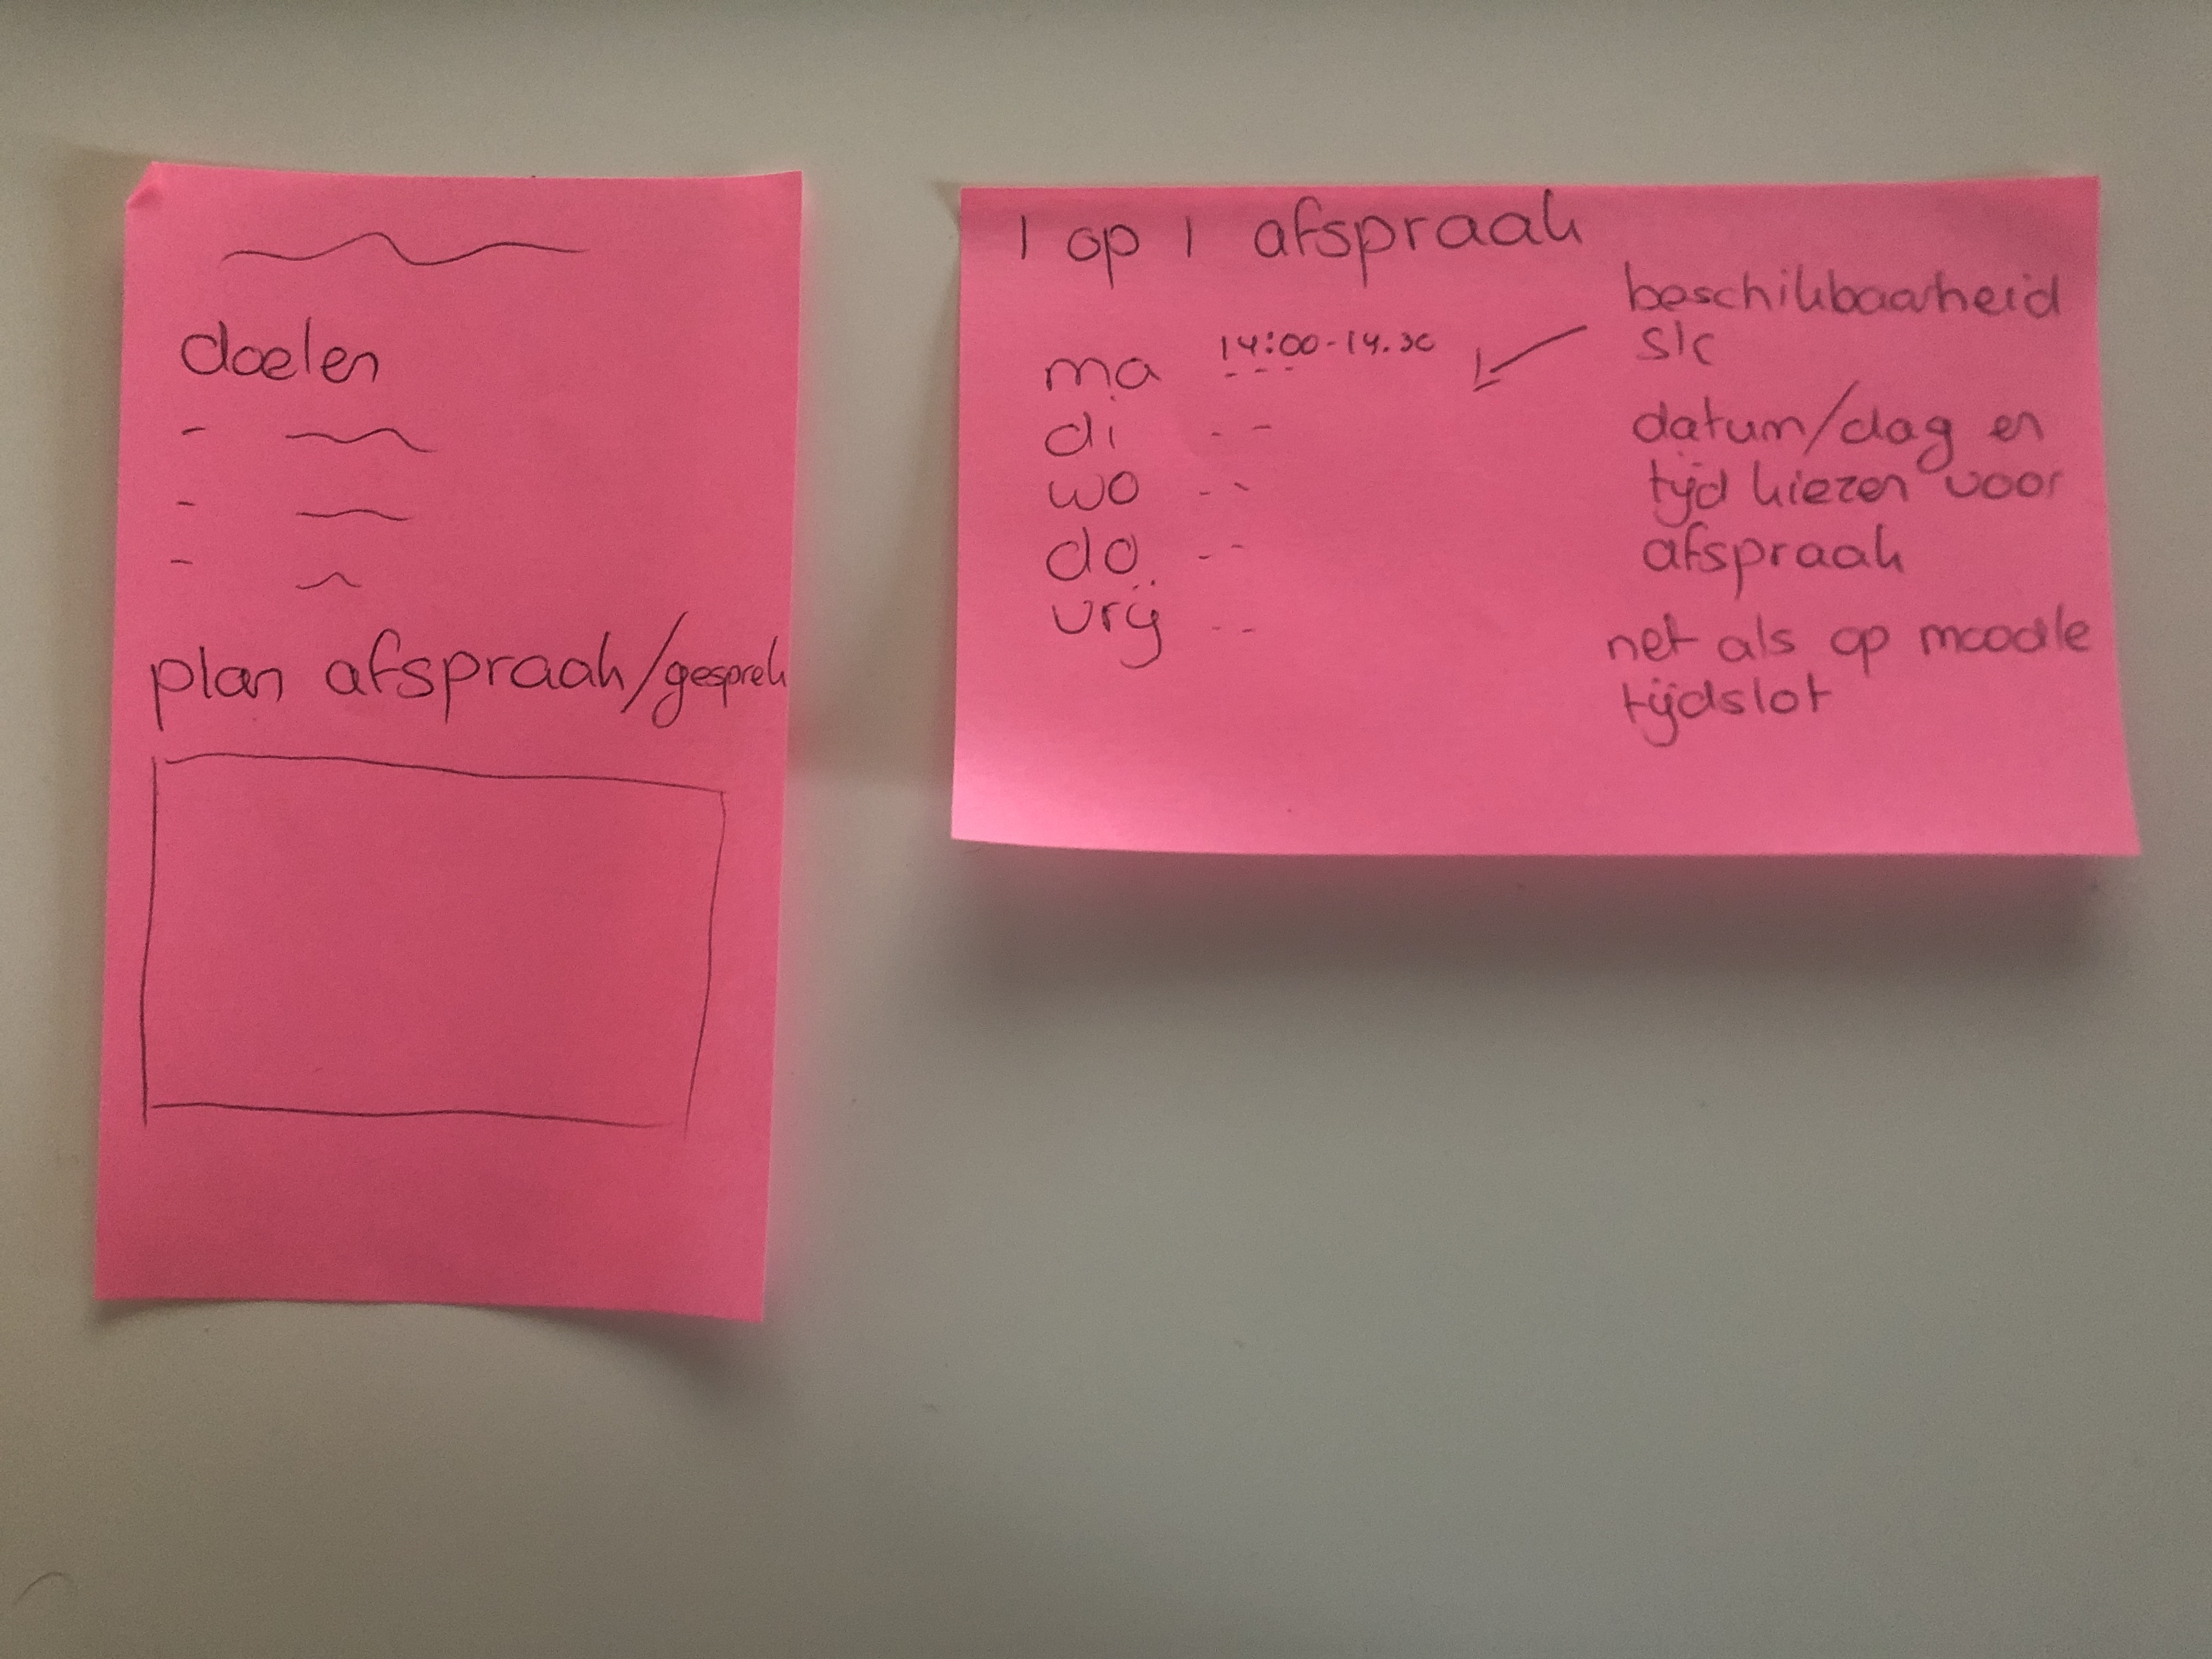 doelen
-
-
-
plan afspraak/gesprek
1 op 1 afspraak
ma 14:00-14.30
di - -
wo - -
do - -
vrij - -
beschikbaarheid
slc
datum/dag en
tijd kiezen voor
afspraak
net als op moodle
tijdslot